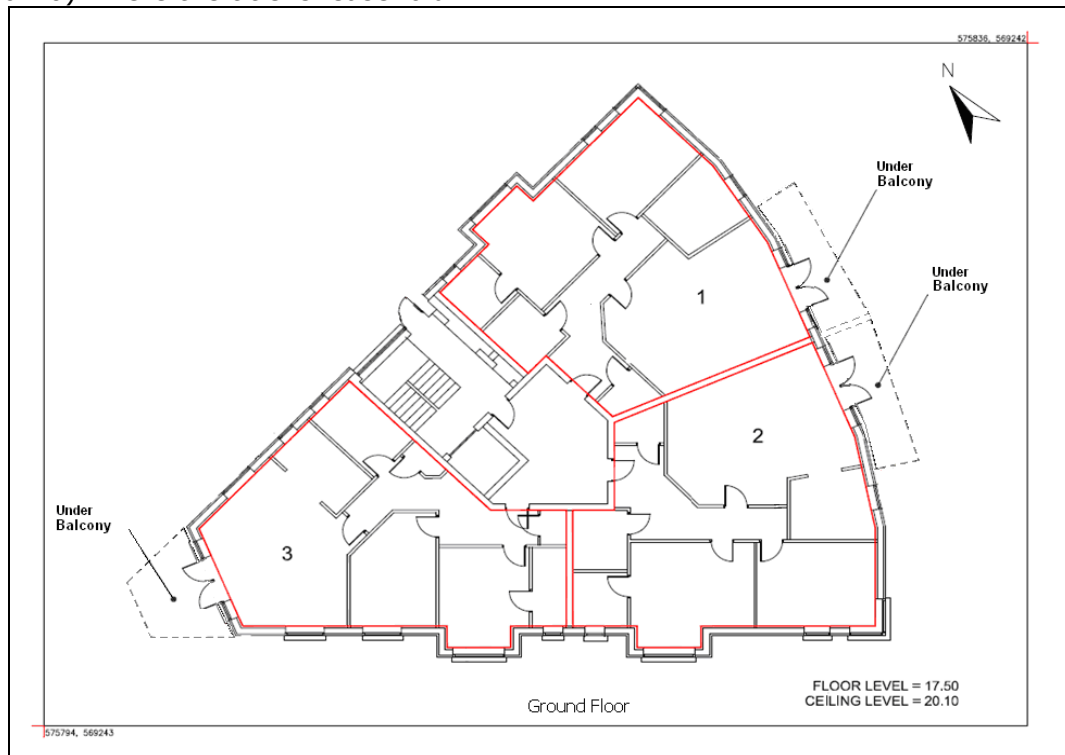 575836, 569242
N
Under
Balcony
Under
Balcony
1
2
Under
Balcony
3
FLOOR LEVEL = 17.50
CEILING LEVEL = 20.10
Ground Floor
575794, 569243